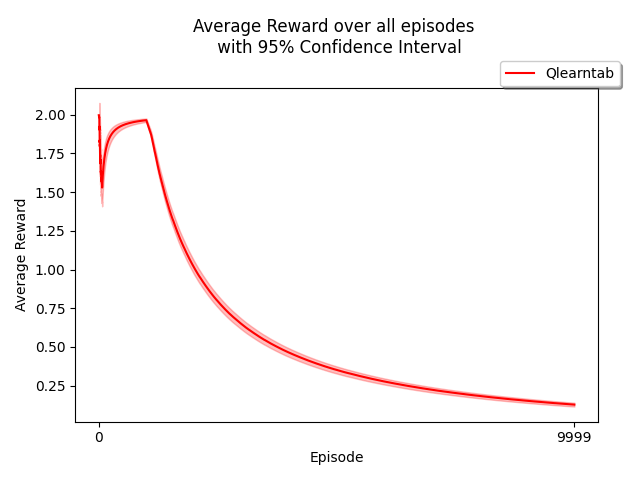 Average Reward over all episodes
with 95% Confidence Interval
Qlearntab
2.00
1.75
1.50
1.25
1.00
0.75
0.50
0.25
Average Reward
0
9999
Episode